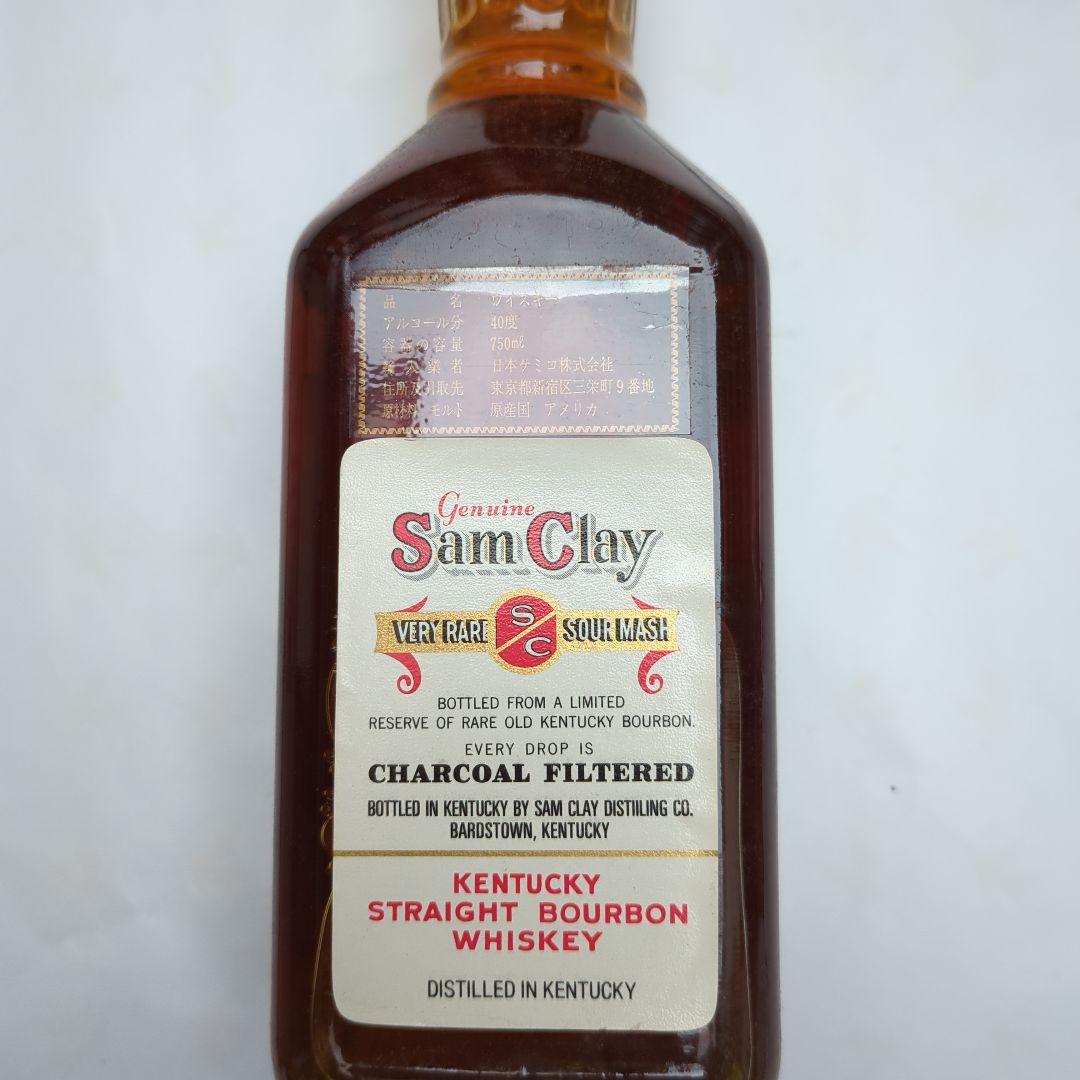 品名 ウイスキー
アルコール分 40度
容器の容量 750mℓ
輸入業者 日本ケミコ株式会社
住所及引取先 東京都新宿区三栄町9番地
原材料 モルト 原産国 アメリカ
Genuine
Sam Clay
VERY RARE SC SOUR MASH
BOTTLED FROM A LIMITED
RESERVE OF RARE OLD KENTUCKY BOURBON.
EVERY DROP IS
CHARCOAL FILTERED
BOTTLED IN KENTUCKY BY SAM CLAY DISTIILING CO.
BARDSTOWN, KENTUCKY
KENTUCKY
STRAIGHT BOURBON
WHISKEY
DISTILLED IN KENTUCKY